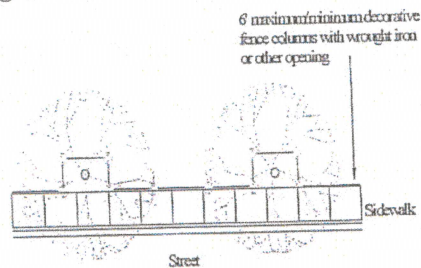 6' maximum/minimum decorative
fence columns with wrought iron
or other opening
Sidewalk
Street